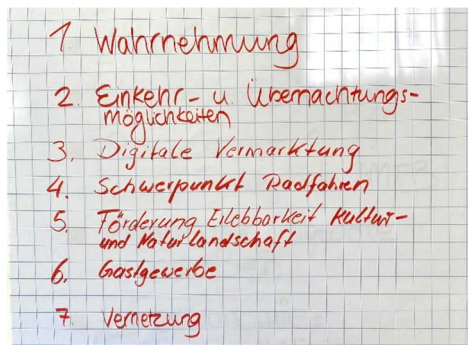 1 Wahrnehmung
2. Einkehr- u. Übernachtungs-
möglichkeiten
3. Digitale Vermarktung
4. Schwerpunkt Radfahren
5. Förderung Erlebbarkeit Kultur-
und Naturlandschaft
6. Gastgewerbe
7. Vernetzung